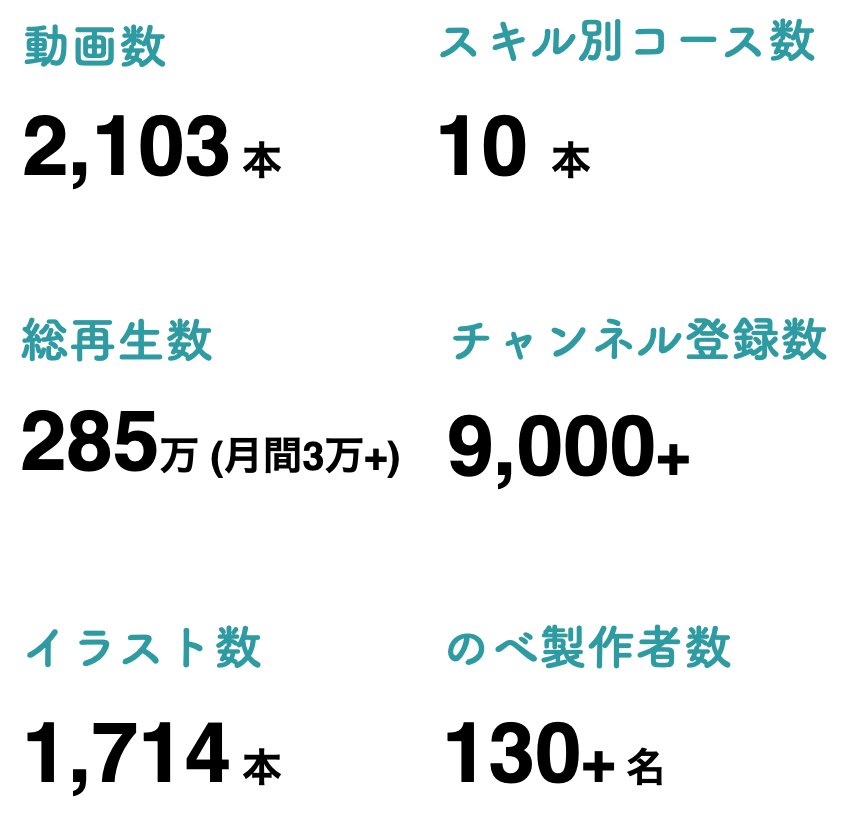 動画数
2,103 本
スキル別コース数
10 本
総再生数
285万 (月間3万+)
チャンネル登録数
9,000+
イラスト数
1,714 本
のべ製作者数
130+ 名